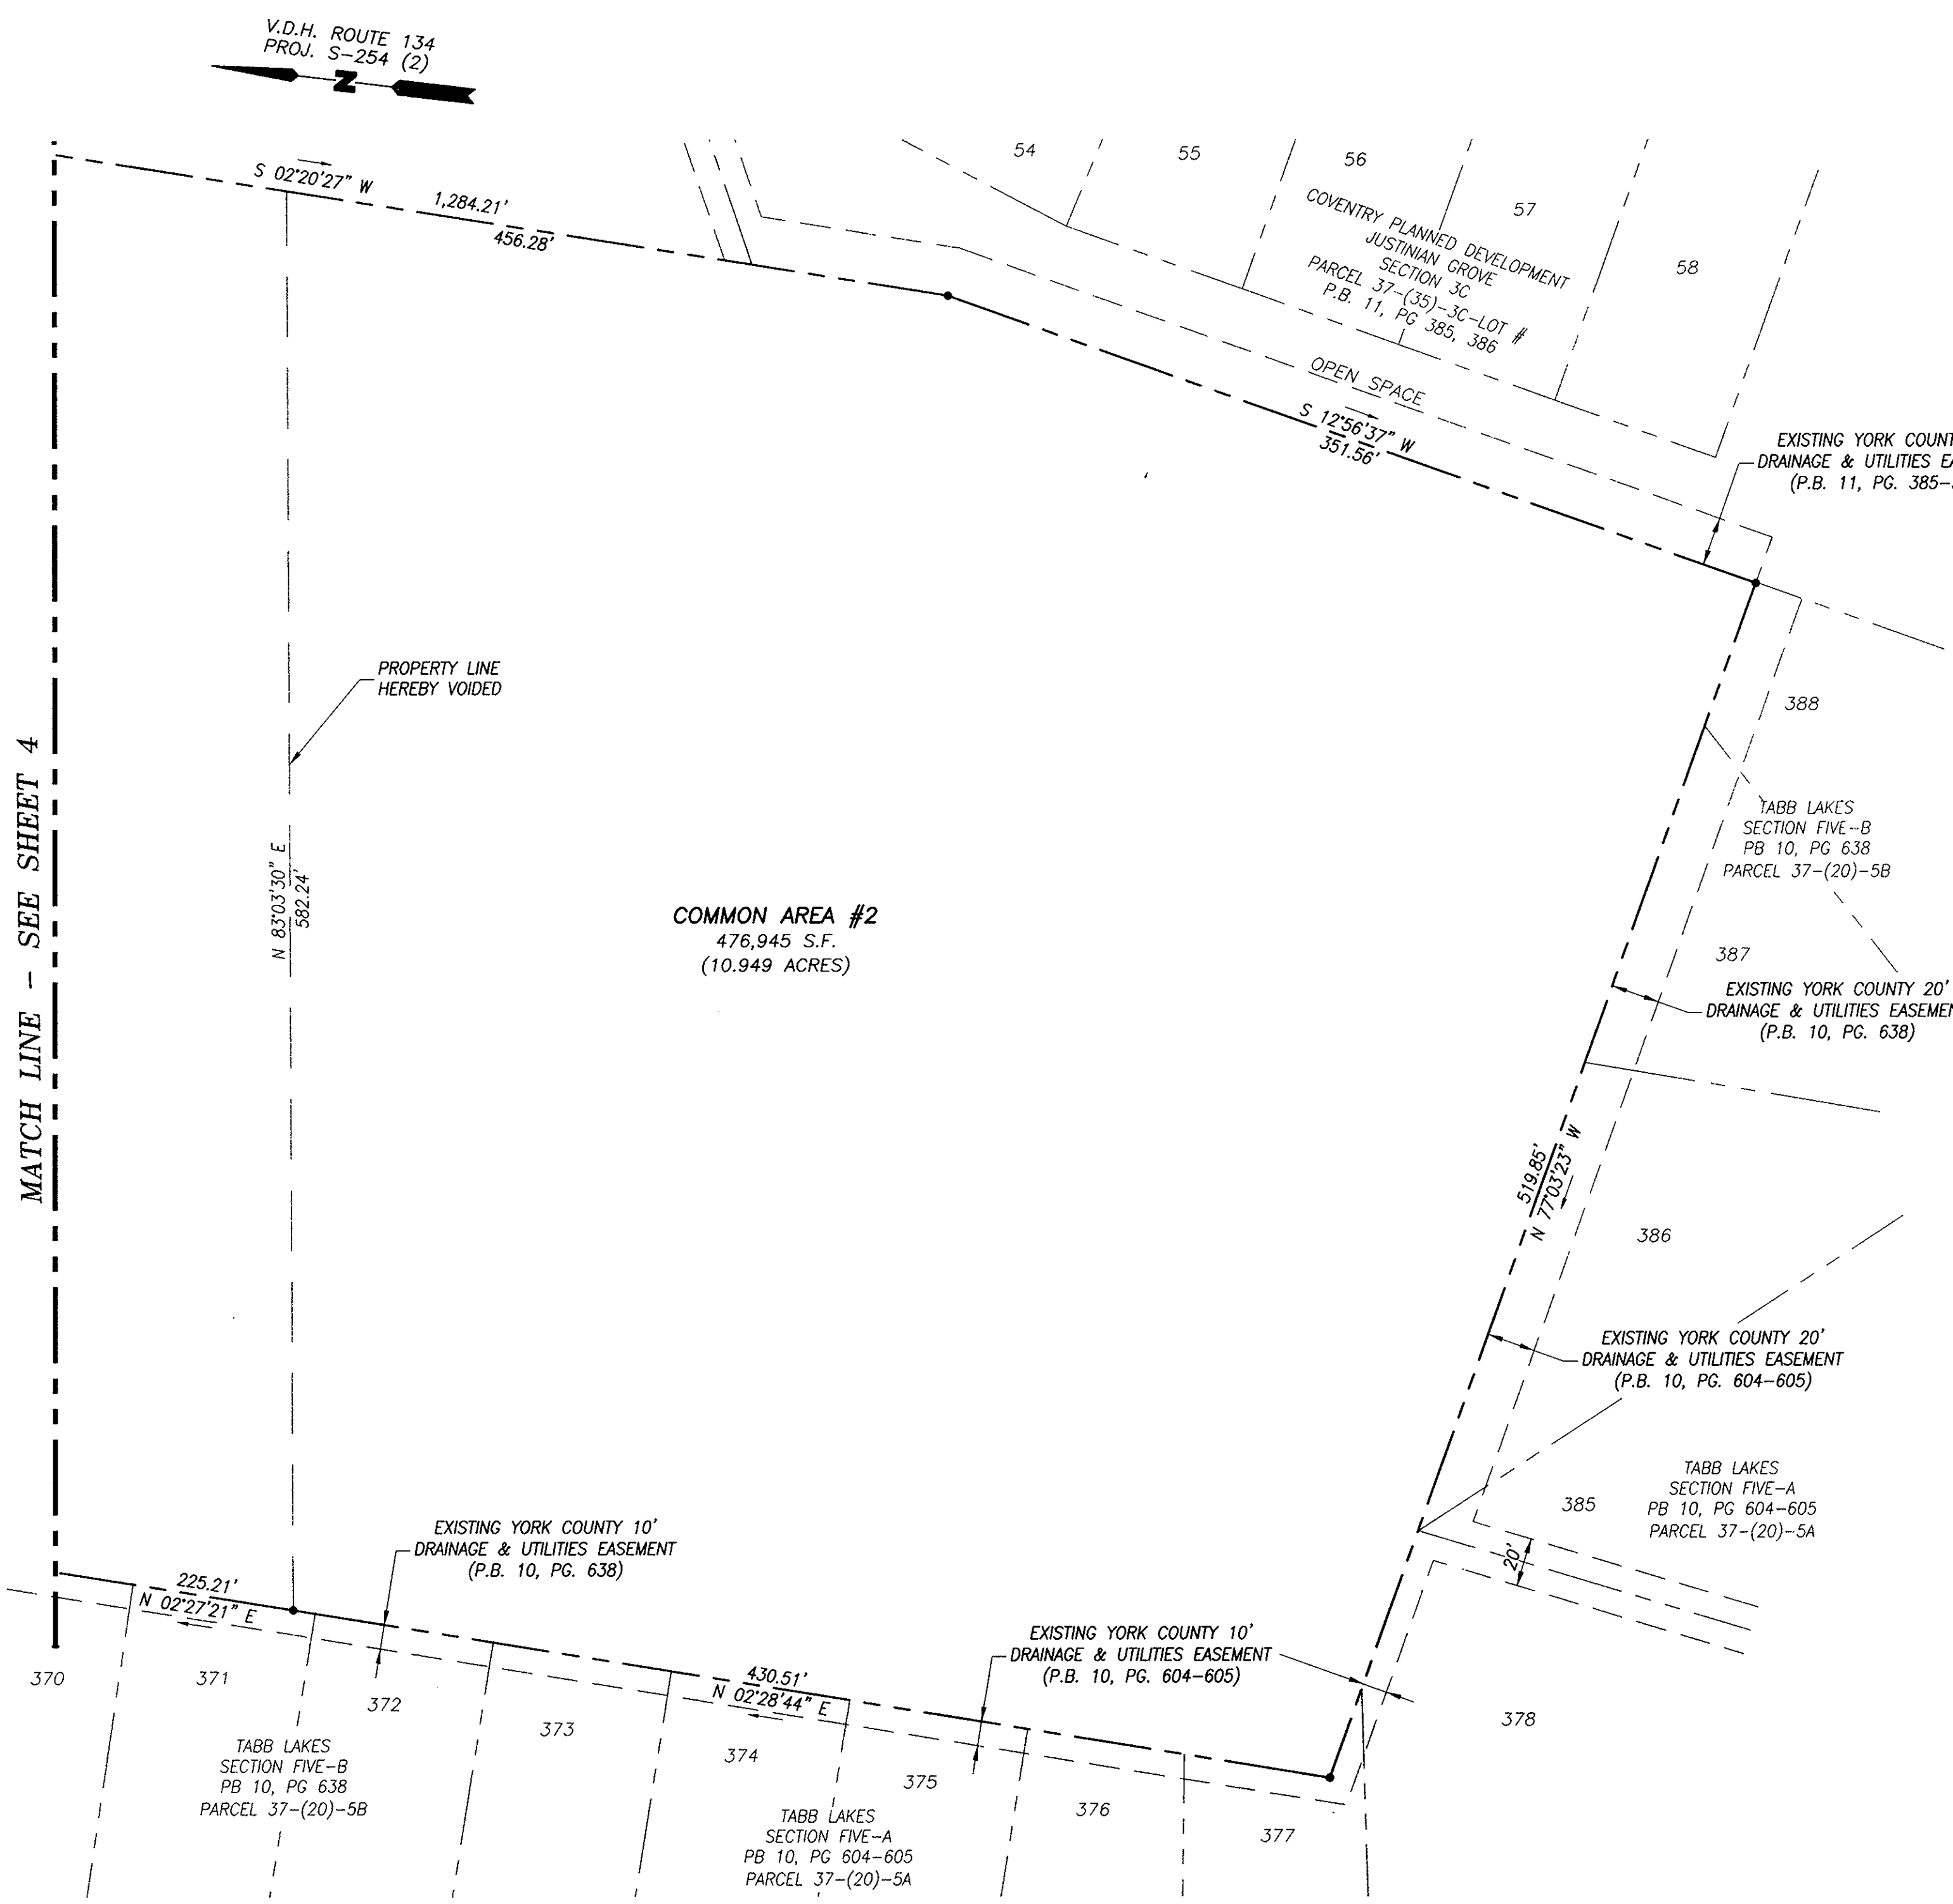 V.D.H. ROUTE 134
PROJ. S-254 (2)
N
S 02°20'27" W
1,284.21'
456.28'
54
55
56
57
58
COVENTRY PLANNED DEVELOPMENT
JUSTINIAN GROVE
SECTION 3C
PARCEL 37-(35)-3C-LOT #
P.B. 11, PG 385, 386
OPEN SPACE
S 12°56'37" W
351.56'
EXISTING YORK COUNT
DRAINAGE & UTILITIES EA
(P.B. 11, PG. 385-
PROPERTY LINE
HEREBY VOIDED
388
MATCH LINE - SEE SHEET 4
TABB LAKES
SECTION FIVE-B
PB 10, PG 638
PARCEL 37-(20)-5B
N 83°03'30" E
582.24'
COMMON AREA #2
476,945 S.F.
(10.949 ACRES)
387
EXISTING YORK COUNTY 20'
DRAINAGE & UTILITIES EASEMEN
(P.B. 10, PG. 638)
519.85'
N 77°03'23" W
386
EXISTING YORK COUNTY 20'
DRAINAGE & UTILITIES EASEMENT
(P.B. 10, PG. 604-605)
385
TABB LAKES
SECTION FIVE-A
PB 10, PG 604-605
PARCEL 37-(20)-5A
20'
EXISTING YORK COUNTY 10'
DRAINAGE & UTILITIES EASEMENT
(P.B. 10, PG. 638)
225.21'
N 02°27'21" E
EXISTING YORK COUNTY 10'
DRAINAGE & UTILITIES EASEMENT
(P.B. 10, PG. 604-605)
430.51'
N 02°28'44" E
370
371
372
373
374
375
376
377
378
TABB LAKES
SECTION FIVE-B
PB 10, PG 638
PARCEL 37-(20)-5B
TABB LAKES
SECTION FIVE-A
PB 10, PG 604-605
PARCEL 37-(20)-5A